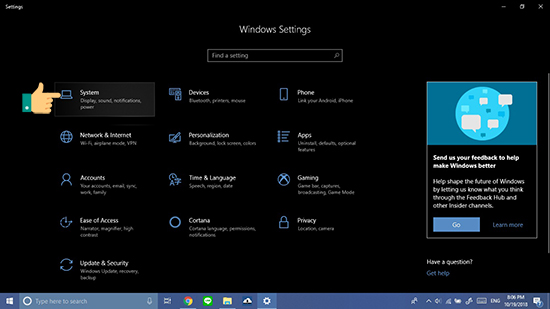 Settings
Windows Settings
Find a setting
System
Display, sound, notifications,
power
Devices
Bluetooth, printers, mouse
Phone
Link your Android, iPhone
Network & Internet
Wi-Fi, airplane mode, VPN
Personalization
Background, lock screen, colors
Apps
Uninstall, defaults, optional
features
Accounts
Your accounts, email, sync,
work, family
Time & Language
Speech, region, date
Gaming
Game bar, captures,
broadcasting, Game Mode
Ease of Access
Narrator, magnifier, high
contrast
Cortana
Cortana language, permissions,
notifications
Privacy
Location, camera
Update & Security
Windows Update, recovery,
backup
Send us your feedback to help
make Windows better
Help shape the future of Windows
by letting us know what you think
through the Feedback Hub and
other Insider channels.
Go
Learn more
Have a question?
Get help
Type here to search
ENG
8:06 PM
10/19/2018